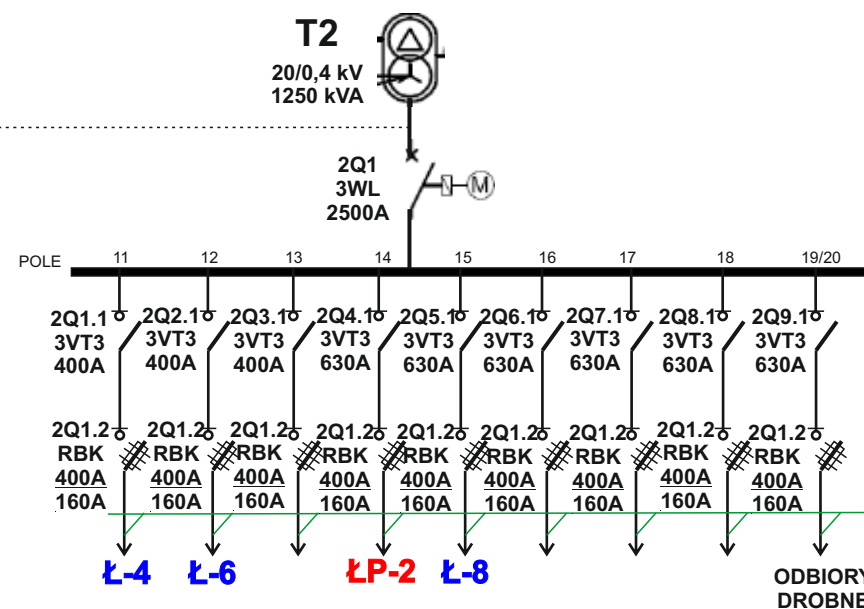 T2
20/0,4 kV
1250 kVA
2Q1
3WL
2500A
M
POLE 11 12 13 14 15 16 17 18 19/20
2Q1.1 2Q2.1 2Q3.1 2Q4.1 2Q5.1 2Q6.1 2Q7.1 2Q8.1 2Q9.1
3VT3 3VT3 3VT3 3VT3 3VT3 3VT3 3VT3 3VT3 3VT3
400A 400A 400A 630A 630A 630A 630A 630A 630A
2Q1.2 2Q1.2 2Q1.2 2Q1.2 2Q1.2 2Q1.2 2Q1.2 2Q1.2 2Q1.2
RBK RBK RBK RBK RBK RBK RBK RBK RBK
400A 400A 400A 400A 400A 400A 400A 400A 400A
160A 160A 160A 160A 160A 160A 160A 160A 160A
Ł-4 Ł-6 ŁP-2 Ł-8
ODBIORY
DROBNE